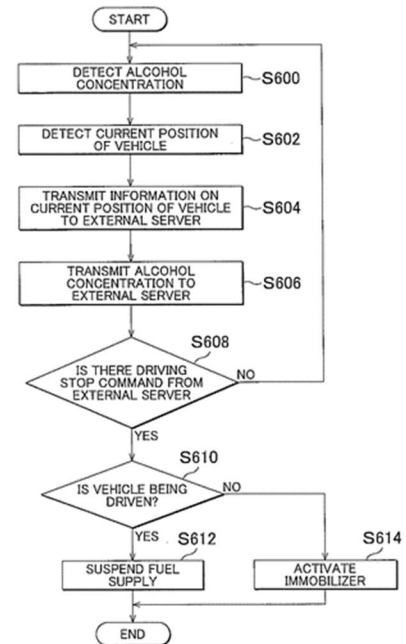 START
DETECT ALCOHOL
CONCENTRATION
S600
DETECT CURRENT POSITION
OF VEHICLE
S602
TRANSMIT INFORMATION ON
CURRENT POSITION OF VEHICLE
TO EXTERNAL SERVER
S604
TRANSMIT ALCOHOL
CONCENTRATION TO
EXTERNAL SERVER
S606
S608
IS THERE DRIVING
STOP COMMAND FROM
EXTERNAL SERVER
NO
YES
S610
IS VEHICLE BEING
DRIVEN?
NO
YES
S612
SUSPEND FUEL
SUPPLY
S614
ACTIVATE
IMMOBILIZER
END